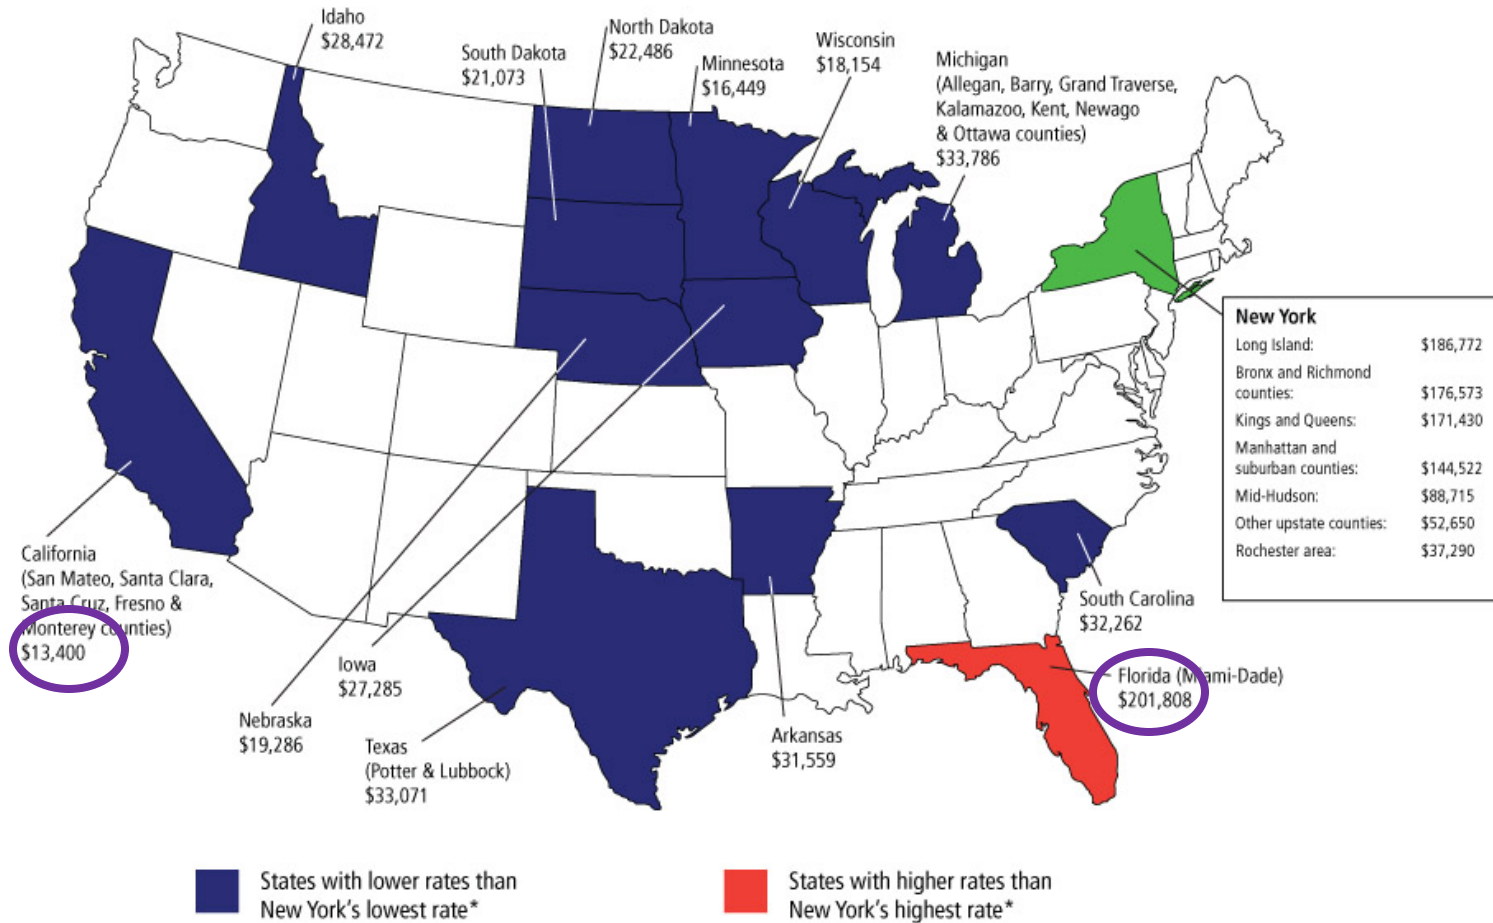 Idaho
$28,472
North Dakota
$22,486
South Dakota
$21,073
Minnesota
$16,449
Wisconsin
$18,154
Michigan
(Allegan, Barry, Grand Traverse,
Kalamazoo, Kent, Newago
& Ottawa counties)
$33,786
New York
Long Island: $186,772
Bronx and Richmond
counties: $176,573
Kings and Queens: $171,430
Manhattan and
suburban counties: $144,522
Mid-Hudson: $88,715
Other upstate counties: $52,650
Rochester area: $37,290
California
(San Mateo, Santa Clara,
Santa Cruz, Fresno &
Monterey counties)
$13,400
Nebraska
$19,286
Iowa
$27,285
Texas
(Potter & Lubbock)
$33,071
Arkansas
$31,559
South Carolina
$32,262
Florida (Miami-Dade)
$201,808
States with lower rates than
New York's lowest rate*
States with higher rates than
New York's highest rate*